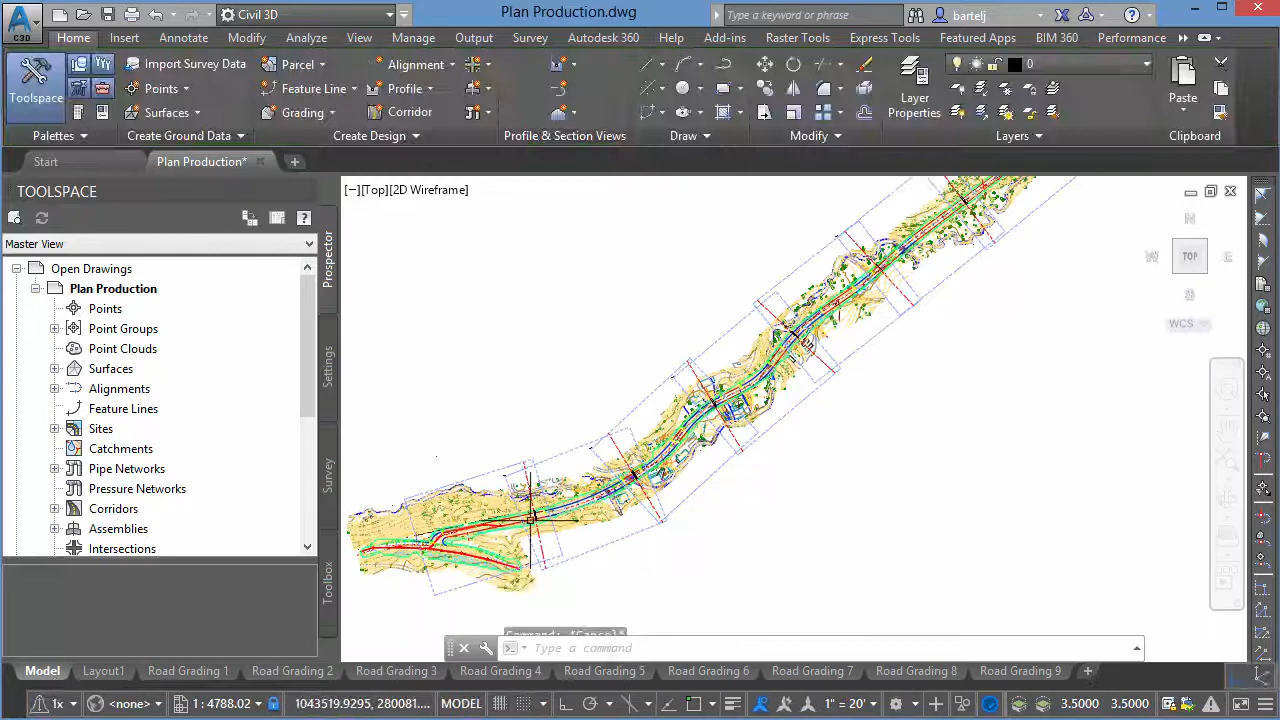 Civil 3D
Plan Production.dwg
Type a keyword or phrase
bartelj
C3D
Home Insert Annotate Modify Analyze View Manage Output Survey Autodesk 360 Help Add-ins Raster Tools Express Tools Featured Apps BIM 360 Performance
Toolspace
Import Survey Data
Points
Surfaces
Parcel
Feature Line
Grading
Alignment
Profile
Corridor
Layer
Properties
0
Paste
Palettes Create Ground Data Create Design Profile & Section Views Draw Modify Layers Clipboard
Start Plan Production*
TOOLSPACE
Master View
Open Drawings
Plan Production
Points
Point Groups
Point Clouds
Surfaces
Alignments
Feature Lines
Sites
Catchments
Pipe Networks
Pressure Networks
Corridors
Assemblies
Intersections
Prospector
Settings
Survey
Toolbox
[−][Top][2D Wireframe]
N
W TOP E
S
WCS
Command: *Cancel*
Type a command
Model Layout1 Road Grading 1 Road Grading 2 Road Grading 3 Road Grading 4 Road Grading 5 Road Grading 6 Road Grading 7 Road Grading 8 Road Grading 9
1: <none> 1: 4788.02 1043519.9295, 280081.... MODEL 1" = 20' 3.5000 3.5000